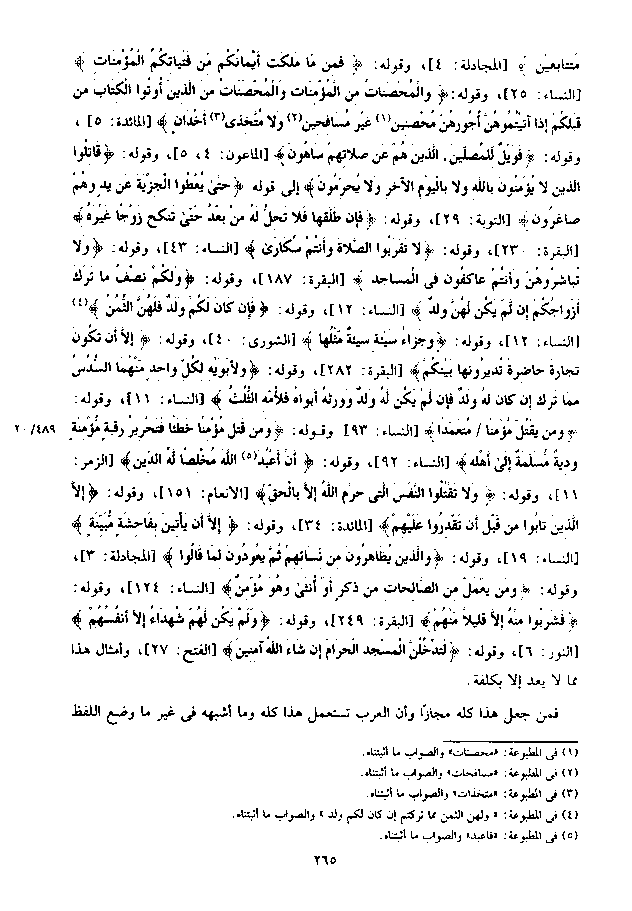 متتابعين ﴾ [المجادلة: ٤]، وقوله: ﴿ فمن ما ملكت أيمانكم من فتياتكم المؤمنات ﴾
[النساء: ٢٥]، وقوله: ﴿ والمحصنات من المؤمنات والمحصنات من الذين أوتوا الكتاب من
قبلكم إذا آتيتموهن أجورهن محصنين(١) غير مسافحين(٢) ولا متخذى(٣) أخدان ﴾ [المائدة: ٥] ،
وقوله: ﴿فويل للمصلين. الذين هم عن صلاتهم ساهون﴾ [الماعون: ٤، ٥]، وقوله: ﴿قاتلوا
الذين لا يؤمنون بالله ولا باليوم الآخر ولا يحرمون﴾ إلى قوله ﴿حتى يعطوا الجزية عن يد وهم
صاغرون﴾ [التوبة: ٢٩]، وقوله: ﴿فإن طلقها فلا تحل له من بعد حتى تنكح زوجًا غيره﴾
[البقرة: ٢٣٠]، وقوله: ﴿لا تقربوا الصلاة وأنتم سكارى ﴾ [النساء: ٤٣]، وقوله: ﴿ولا
تباشروهن وأنتم عاكفون فى المساجد ﴾ [البقرة: ١٨٧]، وقوله: ﴿ولكم نصف ما ترك
أزواجكم إن لم يكن لهن ولد ﴾ [النساء: ١٢]، وقوله: ﴿ فإن كان لكم ولد فلهن الثمن ﴾(٤)
[النساء: ١٢]، وقوله: ﴿وجزاء سيئة سيئة مثلها ﴾ [الشورى: ٤٠]، وقوله: ﴿ إلا أن تكون
تجارة حاضرة تديرونها بينكم﴾ [البقرة: ٢٨٢]، وقوله: ﴿ولأبويه لكل واحد منهما السدس
مما ترك إن كان له ولد فإن لم يكن له ولد وورثه أبواه فلأمه الثلث ﴾ [النساء: ١١]، وقوله:
﴿ومن يقتل مؤمنا / متعمدا﴾ [النساء: ٩٣] وقوله: ﴿ومن قتل مؤمنا خطئا فتحرير رقبة مؤمنة ٢٠/٤٨٩
ودية مسلمة إلى أهله﴾ [النساء: ٩٢]، وقوله: ﴿ أن أعبد(٥) الله مخلصا له الدين﴾ [الزمر:
١١]، وقوله: ﴿ ولا تقتلوا النفس التى حرم الله إلا بالحق﴾ [الأنعام: ١٥١]، وقوله: ﴿إلا
الذين تابوا من قبل أن تقدروا عليهم﴾ [المائدة: ٣٤]، وقوله: ﴿ إلا أن يأتين بفاحشة مبينة ﴾
[النساء: ١٩]، وقوله: ﴿والذين يظاهرون من نسائهم ثم يعودون لما قالوا ﴾ [المجادلة: ٣]،
وقوله: ﴿ومن يعمل من الصالحات من ذكر أو أنثى وهو مؤمن﴾ [النساء: ١٢٤]، وقوله:
﴿ فشربوا منه إلا قليلا منهم﴾ [البقرة: ٢٤٩]، وقوله: ﴿ولم يكن لهم شهداء إلا أنفسهم ﴾
[النور: ٦]، وقوله: ﴿ لتدخلن المسجد الحرام إن شاء الله آمنين﴾ [الفتح: ٢٧]، وأمثال هذا
مما لا يعد إلا بكلفة.
فمن جعل هذا كله مجازًا وأن العرب تستعمل هذا كله وما أشبهه فى غير ما وضع اللفظ
(١) فى المطبوعة: «محصنات» والصواب ما أثبتناه.
(٢) فى المطبوعة: «مسافحات» والصواب ما أثبتناه.
(٣) فى المطبوعة: «متخذات» والصواب ما أثبتناه.
(٤) فى المطبوعة: « ولهن الثمن مما تركتم إن كان لكم ولد » والصواب ما أثبتناه.
(٥) فى المطبوعة: «فاعبد» والصواب ما أثبتناه.
٢٦٥